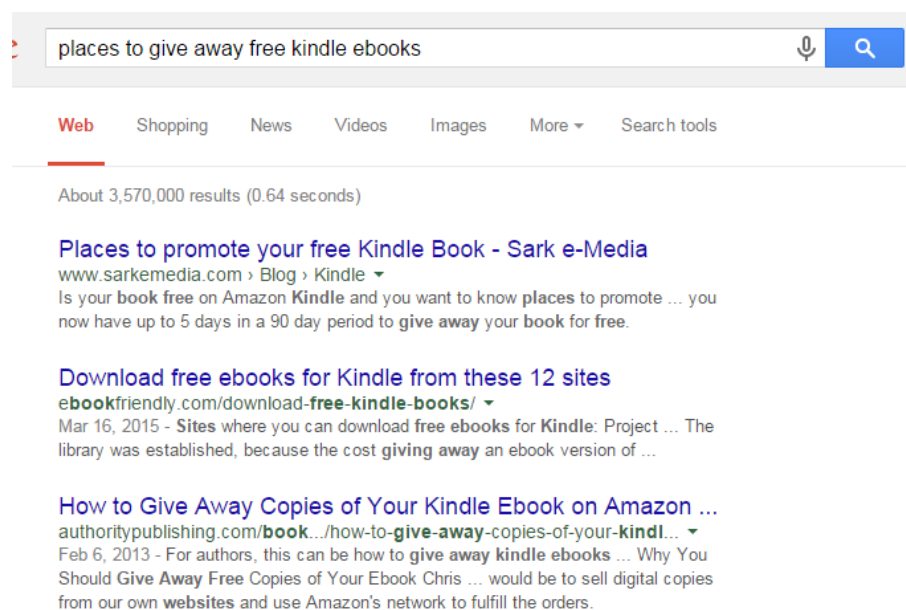 places to give away free kindle ebooks
Web Shopping News Videos Images More Search tools
About 3,570,000 results (0.64 seconds)
Places to promote your free Kindle Book - Sark e-Media
www.sarkemedia.com › Blog › Kindle
Is your book free on Amazon Kindle and you want to know places to promote ... you
now have up to 5 days in a 90 day period to give away your book for free.
Download free ebooks for Kindle from these 12 sites
ebookfriendly.com/download-free-kindle-books/
Mar 16, 2015 - Sites where you can download free ebooks for Kindle: Project ... The
library was established, because the cost giving away an ebook version of ...
How to Give Away Copies of Your Kindle Ebook on Amazon ...
authoritypublishing.com/book.../how-to-give-away-copies-of-your-kindl...
Feb 6, 2013 - For authors, this can be how to give away kindle ebooks ... Why You
Should Give Away Free Copies of Your Ebook Chris ... would be to sell digital copies
from our own websites and use Amazon's network to fulfill the orders.